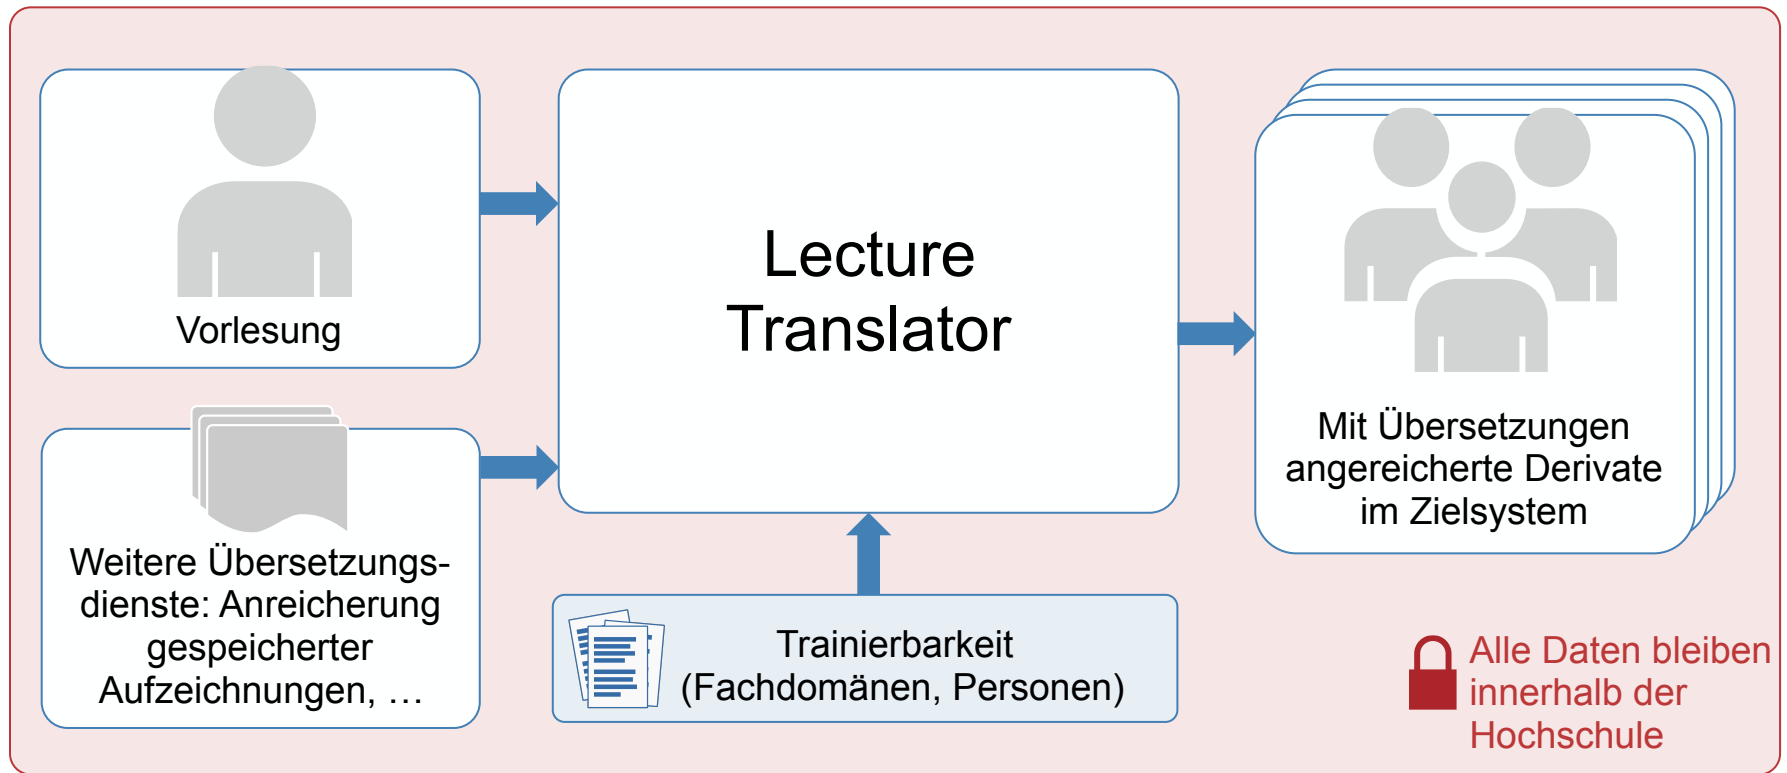 Vorlesung
Weitere Übersetzungs-
dienste: Anreicherung
gespeicherter
Aufzeichnungen, …
Lecture
Translator
Trainierbarkeit
(Fachdomänen, Personen)
Mit Übersetzungen
angereicherte Derivate
im Zielsystem
Alle Daten bleiben
innerhalb der
Hochschule